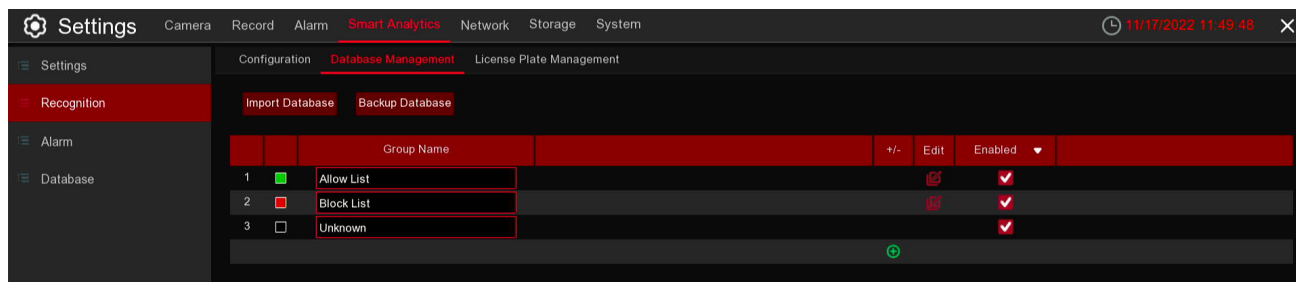 Settings Camera Record Alarm Smart Analytics Network Storage System 11/17/2022 11:49:48
Settings
Recognition
Alarm
Database
Configuration Database Management License Plate Management
Import Database Backup Database
Group Name +/- Edit Enabled
1 Allow List
2 Block List
3 Unknown